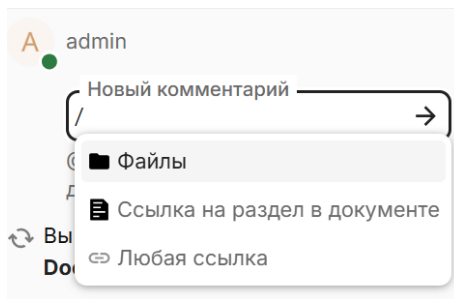 A admin
Новый комментарий
/
Файлы
Ссылка на раздел в документе
Любая ссылка